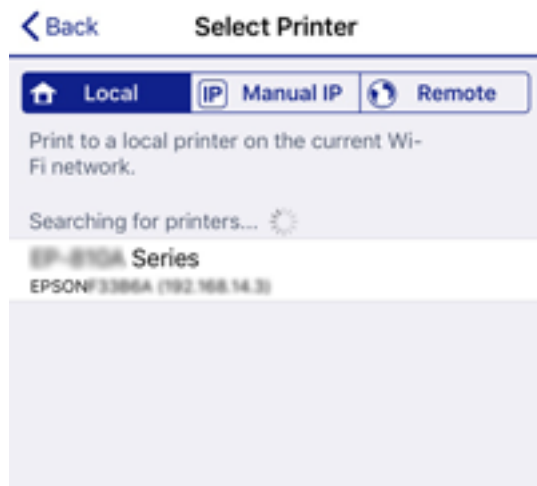 Back Select Printer
Local IP Manual IP Remote
Print to a local printer on the current Wi-
Fi network.
Searching for printers...
Series
EPSON